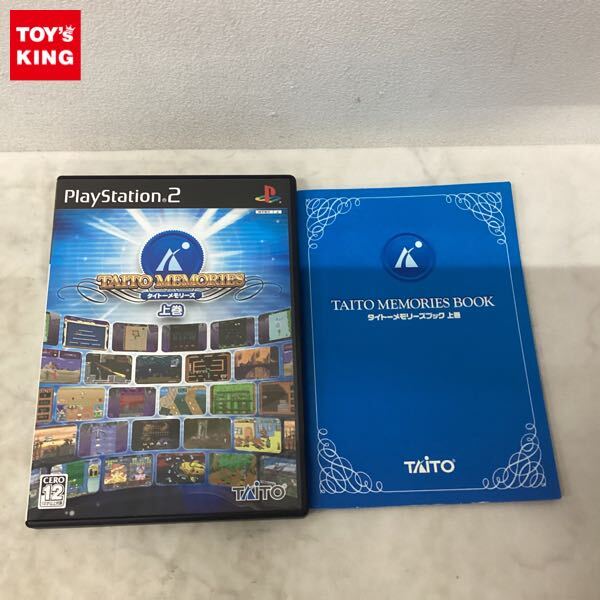 TOY's
KING
PlayStation.2
TAITO MEMORIES
タイトーメモリーズ
上巻
CERO
12
TAITO
TAITO MEMORIES BOOK
タイトーメモリーズブック 上巻
TAITO